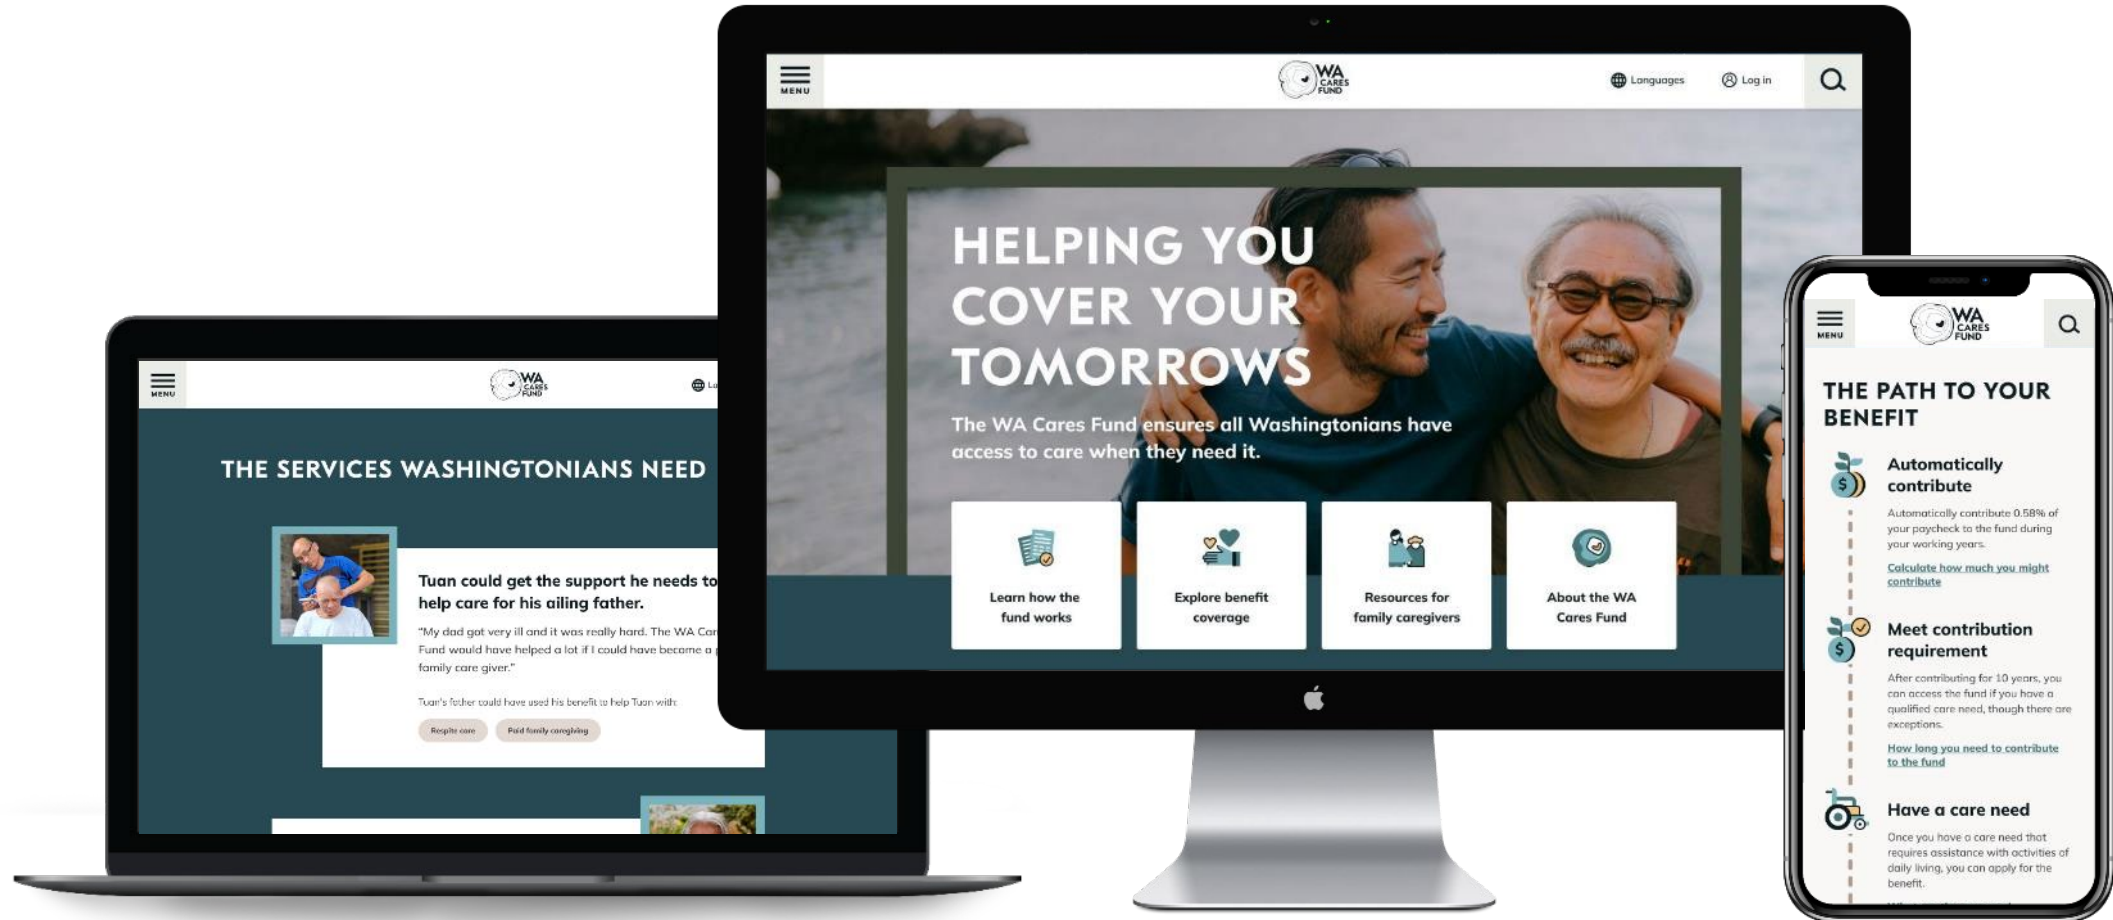 MENU
WA
CARES
FUND
THE SERVICES WASHINGTONIANS NEED
Tuan could get the support he needs to
help care for his ailing father.
"My dad got very ill and it was really hard. The WA
Fund would have helped a lot if I could have become a
family care giver."
Tuan's father could have used his benefit to help Tuan with:
Respite care
Paid family caregiving
MENU
WA
CARES
FUND
Languages
Log in
HELPING YOU
COVER YOUR
TOMORROWS
The WA Cares Fund ensures all Washingtonians have
access to care when they need it.
Learn how the
fund works
Explore benefit
coverage
Resources for
family caregivers
About the WA
Cares Fund
MENU
WA
CARES
FUND
THE PATH TO YOUR
BENEFIT
Automatically
contribute
Automatically contribute 0.58% of
your paycheck to the fund during
your working years.
Calculate how much you might
contribute
Meet contribution
requirement
After contributing for 10 years, you
can access the fund if you have a
qualified care need, though there are
exceptions.
How long you need to contribute
to the fund
Have a care need
Once you have a care need that
requires assistance with activities of
daily living, you can apply for the
benefit.